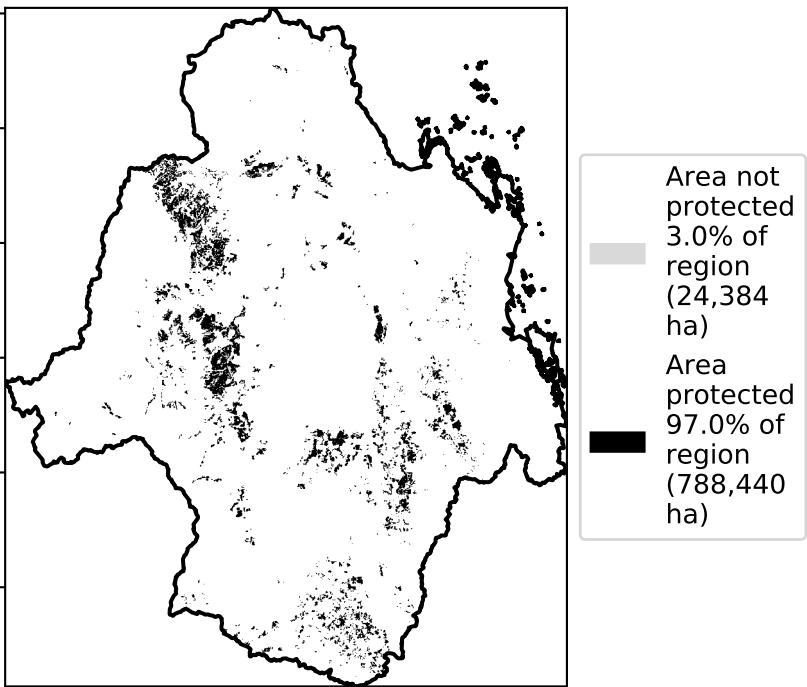 Area not
protected
3.0% of
region
(24,384
ha)
Area
protected
97.0% of
region
(788,440
ha)